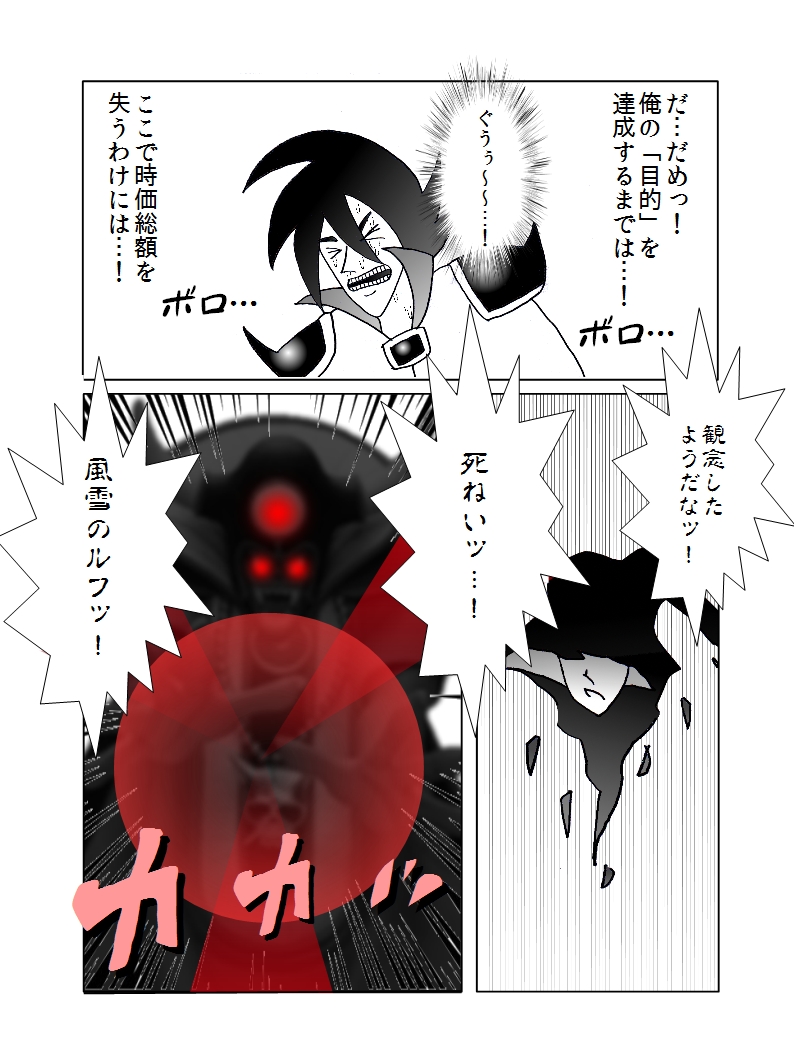 だ…だめっ！
俺の「目的」を
達成するまでは…！
ぐうぅ～～…！
ここで時価総額を
失うわけには…！
ボロ…
ボロ…
観念した
ようだなッ！
死ねいッ…！
風雪のルフッ！
カカッ